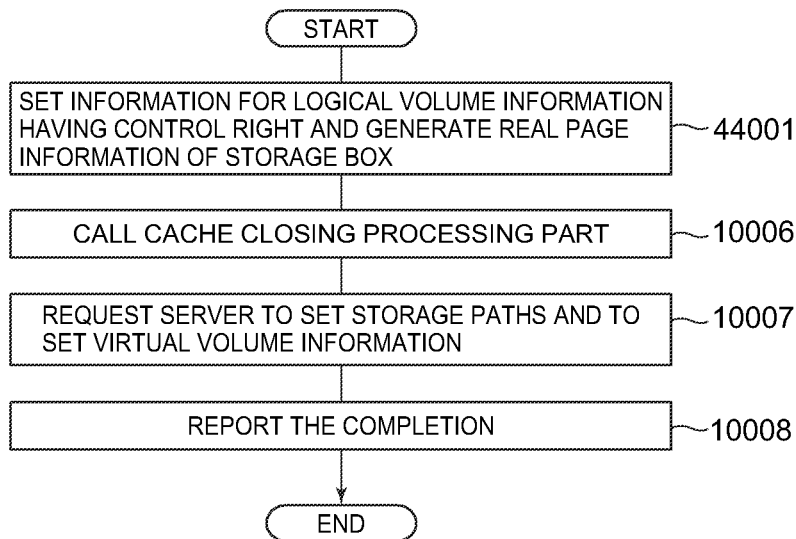 START
SET INFORMATION FOR LOGICAL VOLUME INFORMATION
HAVING CONTROL RIGHT AND GENERATE REAL PAGE
INFORMATION OF STORAGE BOX
44001
CALL CACHE CLOSING PROCESSING PART
10006
REQUEST SERVER TO SET STORAGE PATHS AND TO
SET VIRTUAL VOLUME INFORMATION
10007
REPORT THE COMPLETION
10008
END